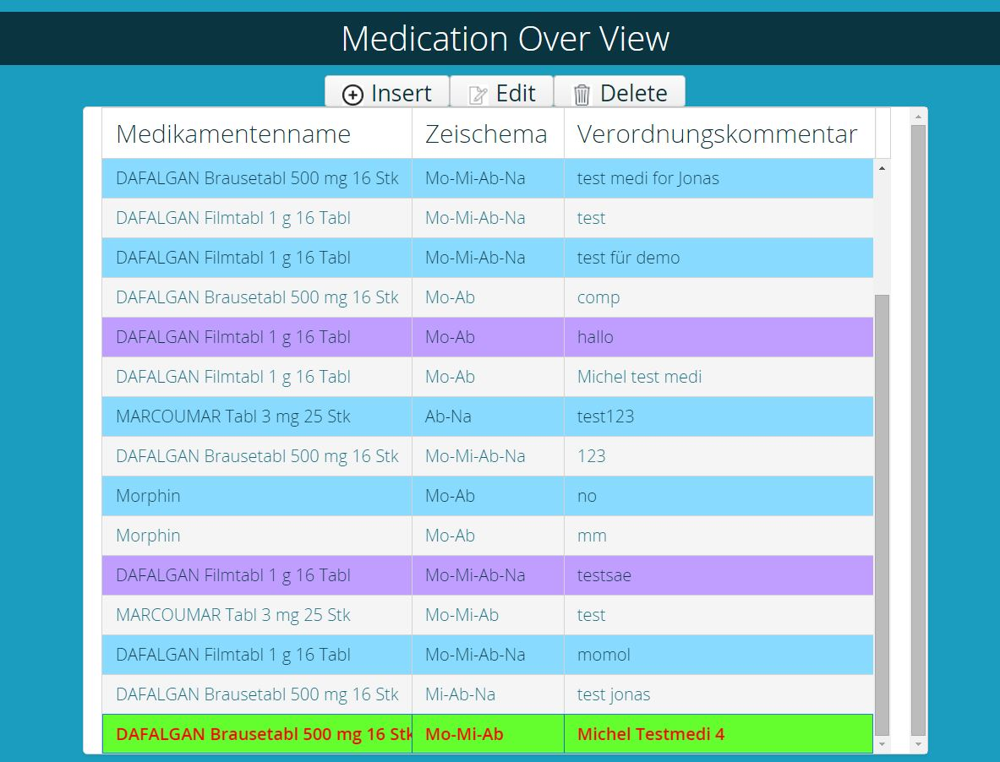 Medication Over View
Insert Edit Delete
Medikamentenname Zeischema Verordnungskommentar
DAFALGAN Brausetabl 500 mg 16 Stk Mo-Mi-Ab-Na test medi for Jonas
DAFALGAN Filmtabl 1 g 16 Tabl Mo-Mi-Ab-Na test
DAFALGAN Filmtabl 1 g 16 Tabl Mo-Mi-Ab-Na test für demo
DAFALGAN Brausetabl 500 mg 16 Stk Mo-Ab comp
DAFALGAN Filmtabl 1 g 16 Tabl Mo-Ab hallo
DAFALGAN Filmtabl 1 g 16 Tabl Mo-Ab Michel test medi
MARCOUMAR Tabl 3 mg 25 Stk Ab-Na test123
DAFALGAN Brausetabl 500 mg 16 Stk Mo-Mi-Ab-Na 123
Morphin Mo-Ab no
Morphin Mo-Ab mm
DAFALGAN Filmtabl 1 g 16 Tabl Mo-Mi-Ab-Na testsae
MARCOUMAR Tabl 3 mg 25 Stk Mo-Mi-Ab test
DAFALGAN Filmtabl 1 g 16 Tabl Mo-Mi-Ab-Na momol
DAFALGAN Brausetabl 500 mg 16 Stk Mi-Ab-Na test jonas
DAFALGAN Brausetabl 500 mg 16 Stk Mo-Mi-Ab Michel Testmedi 4